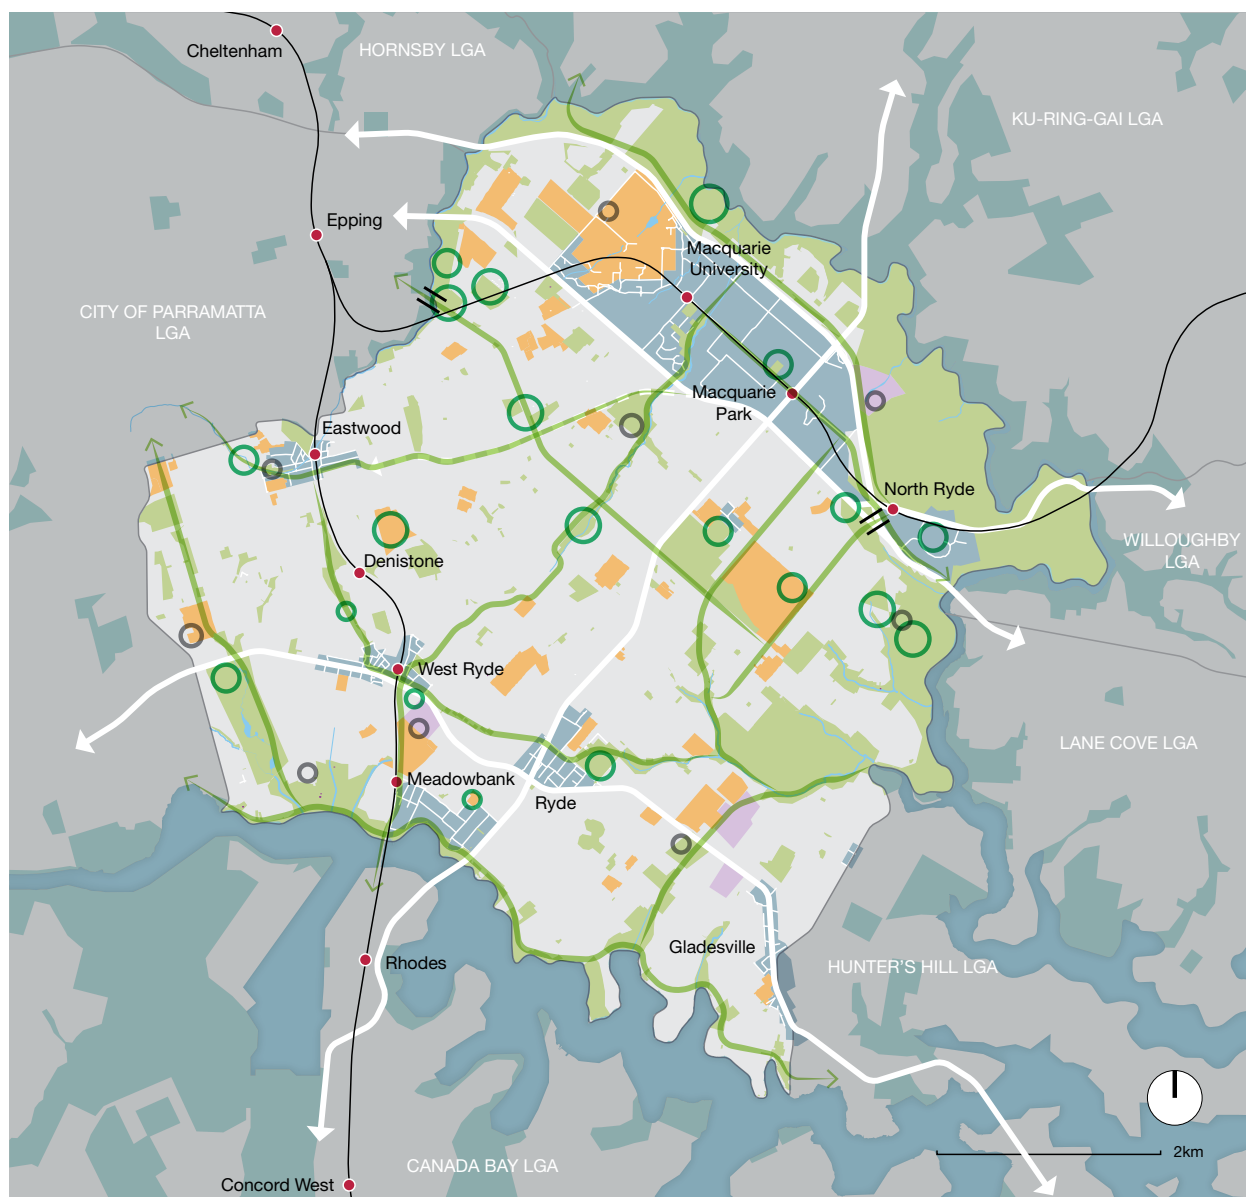 Cheltenham
HORNSBY LGA
KU-RING-GAI LGA
Epping
Macquarie
University
CITY OF PARRAMATTA
LGA
Macquarie
Park
Eastwood
North Ryde
WILLOUGHBY
LGA
Denistone
West Ryde
LANE COVE LGA
Meadowbank
Ryde
Gladesville
Rhodes
HUNTER'S HILL LGA
2km
CANADA BAY LGA
Concord West